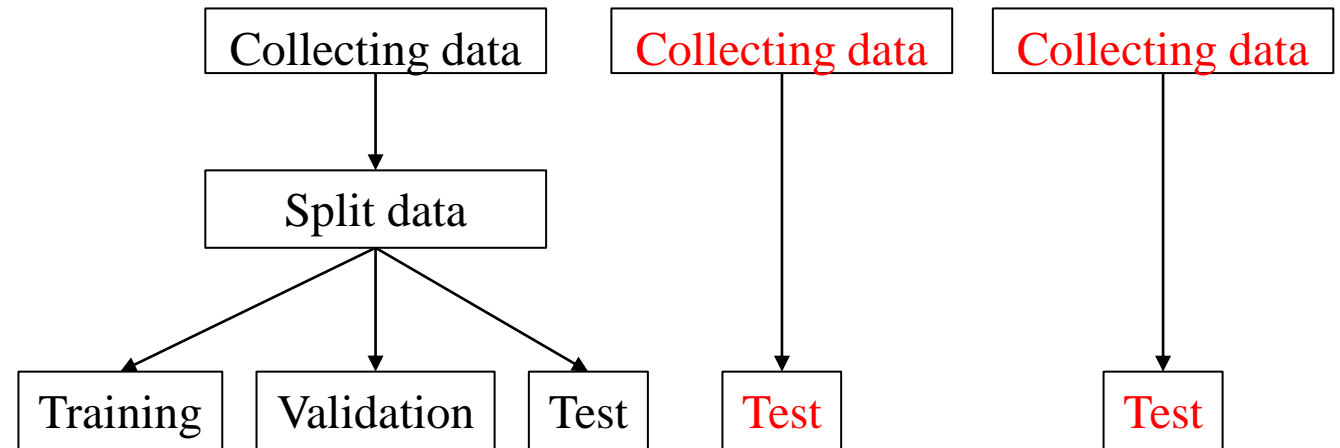 Collecting data
Collecting data
Collecting data
Split data
Training
Validation
Test
Test
Test